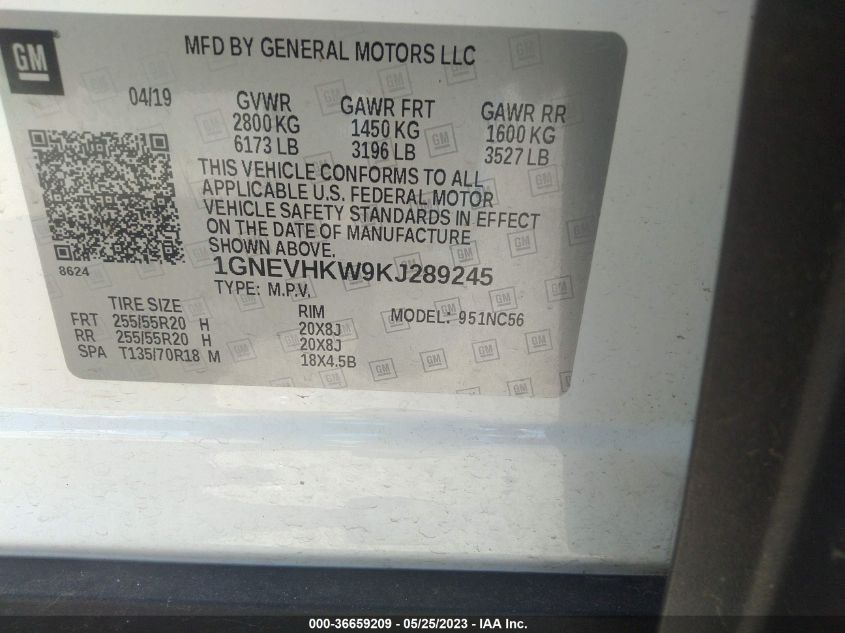 GM
MFD BY GENERAL MOTORS LLC
04/19 GVWR GAWR FRT GAWR RR
2800 KG 1450 KG 1600 KG
6173 LB 3196 LB 3527 LB
THIS VEHICLE CONFORMS TO ALL
APPLICABLE U.S. FEDERAL MOTOR
VEHICLE SAFETY STANDARDS IN EFFECT
ON THE DATE OF MANUFACTURE
SHOWN ABOVE.
8624
1GNEVHKW9KJ289245
TYPE: M.P.V.
TIRE SIZE RIM MODEL: 951NC56
FRT 255/55R20 H 20X8J
RR 255/55R20 H 20X8J
SPA T135/70R18 M 18X4.5B
000-36659209 - 05/25/2023 - IAA Inc.